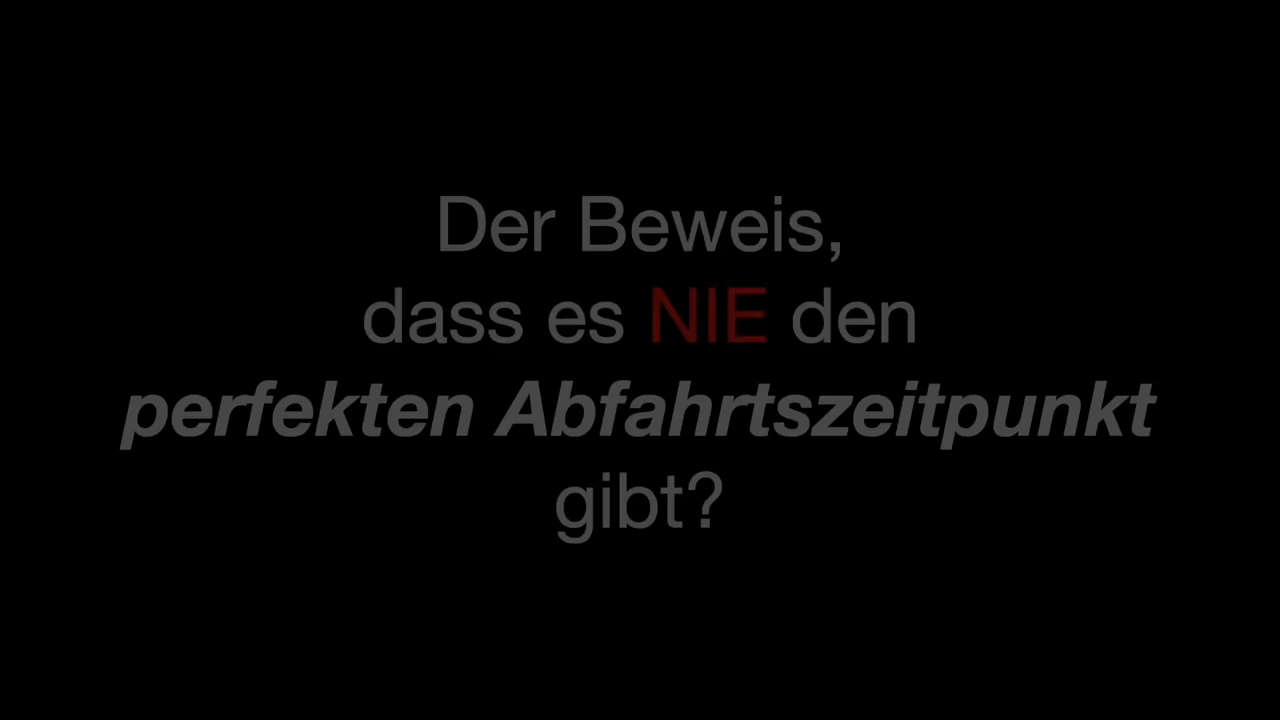 Der Beweis,
dass es NIE den
perfekten Abfahrtszeitpunkt
gibt?